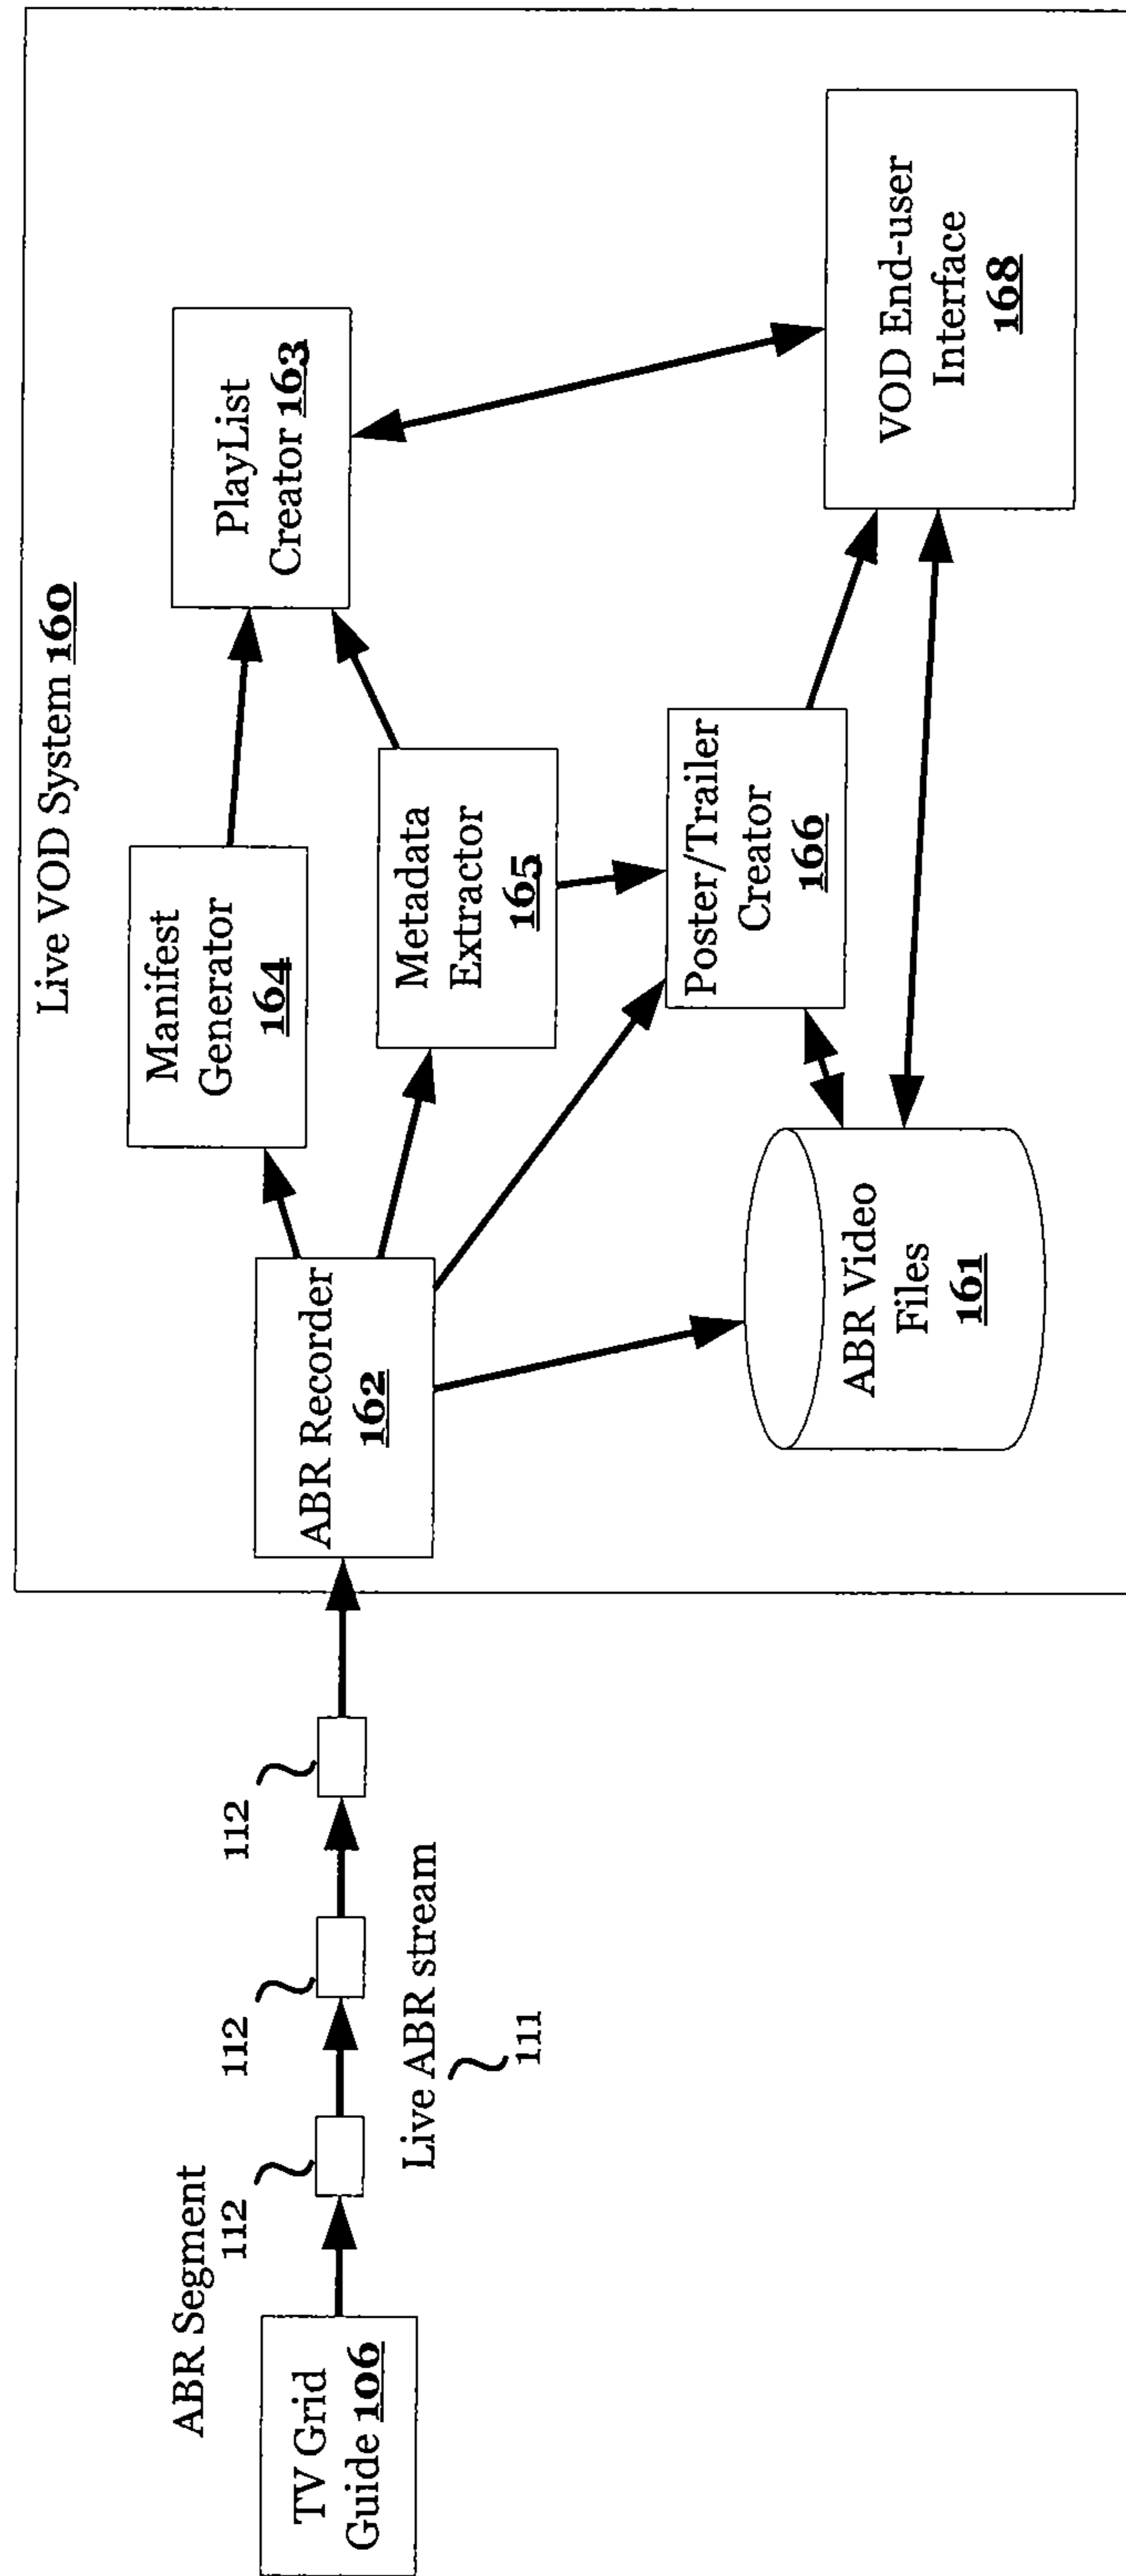 Live VOD System 160
ABR Segment
112
112
112
TV Grid
Guide 106
Live ABR stream
111
ABR Recorder
162
Manifest
Generator
164
Metadata
Extractor
165
PlayList
Creator 163
Poster/Trailer
Creator
166
ABR Video
Files
161
VOD End-user
Interface
168